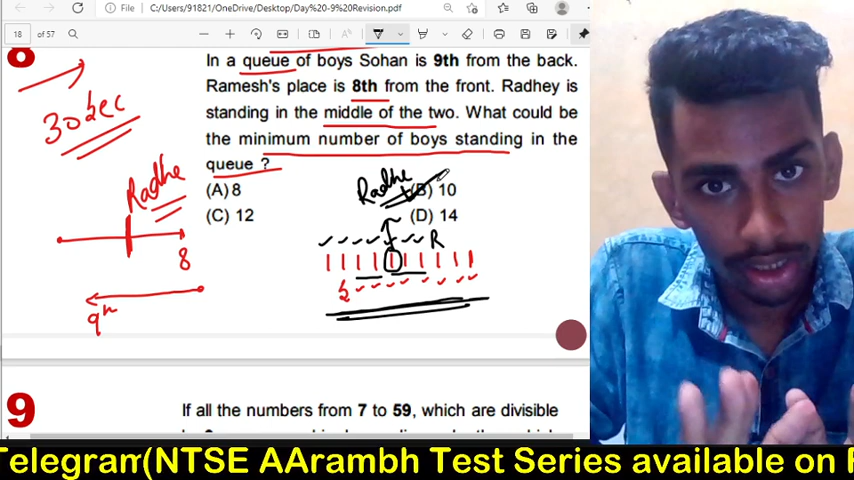 18 of 57
File
C:/Users/91821/OneDrive/Desktop/Day%20-9%20Revision.pdf
8
In a queue of boys Sohan is 9th from the back.
Ramesh's place is 8th from the front. Radhey is
standing in the middle of the two. What could be
the minimum number of boys standing in the
queue ?
(A) 8
(B) 10
(C) 12
(D) 14
30 Sec
Radhe
8
9th
Radhe
R
S
9
If all the numbers from 7 to 59, which are divisible
Telegram(NTSE AArambh Test Series available on